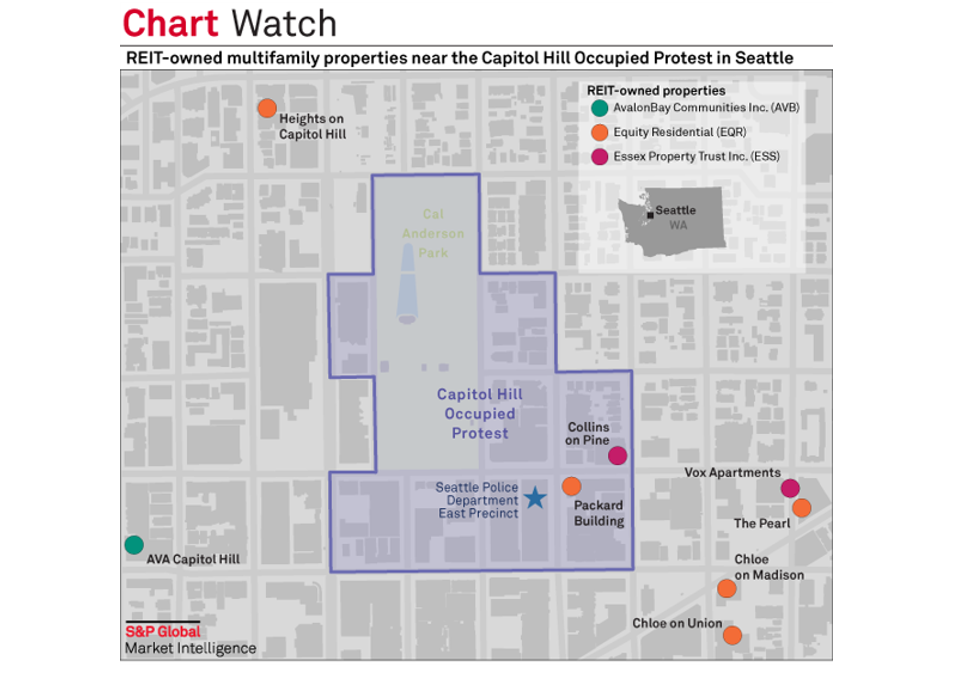 Chart Watch
REIT-owned multifamily properties near the Capitol Hill Occupied Protest in Seattle
REIT-owned properties
AvalonBay Communities Inc. (AVB)
Equity Residential (EQR)
Essex Property Trust Inc. (ESS)
Seattle
WA
Heights on
Capitol Hill
Cal
Anderson
Park
Capitol Hill
Occupied
Protest
Collins
on Pine
Seattle Police
Department
East Precinct
Packard
Building
Vox Apartments
The Pearl
AVA Capitol Hill
Chloe
on Madison
Chloe on Union
S&P Global
Market Intelligence